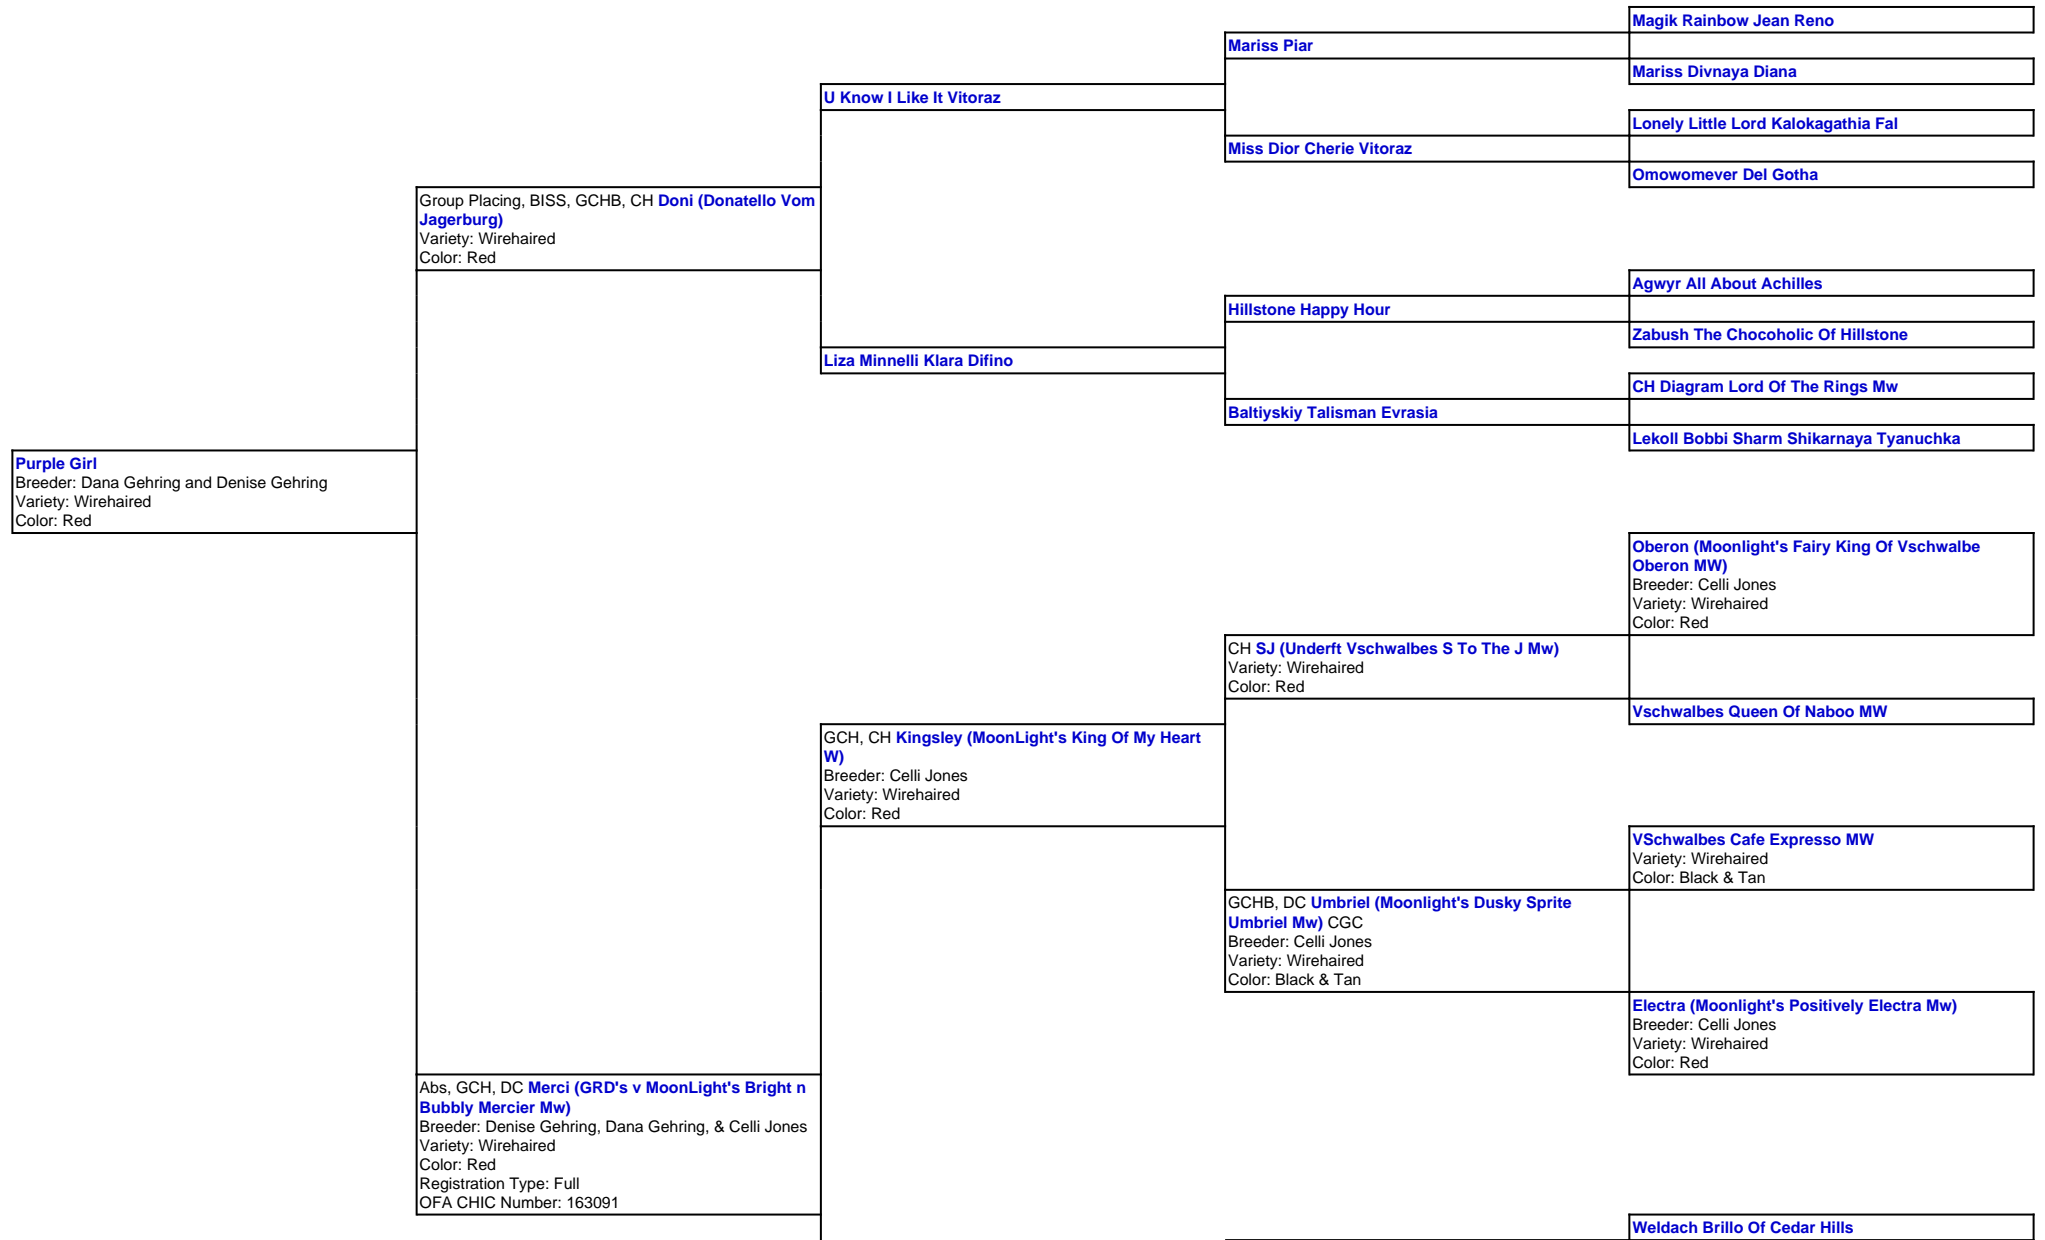 Magik Rainbow Jean Reno
Mariss Piar
Mariss Divnaya Diana
U Know I Like It Vitoraz
Lonely Little Lord Kalokagathia Fal
Miss Dior Cherie Vitoraz
Omowomever Del Gotha
Group Placing, BISS, GCHB, CH Doni (Donatello Vom
Jagerburg)
Variety: Wirehaired
Color: Red
Agwyr All About Achilles
Hillstone Happy Hour
Zabush The Chocoholic Of Hillstone
Liza Minnelli Klara Difino
CH Diagram Lord Of The Rings Mw
Baltiyskiy Talisman Evrasia
Lekoll Bobbi Sharm Shikarnaya Tyanuchka
Purple Girl
Breeder: Dana Gehring and Denise Gehring
Variety: Wirehaired
Color: Red
Oberon (Moonlight's Fairy King Of Vschwalbe
Oberon MW)
Breeder: Celli Jones
Variety: Wirehaired
Color: Red
CH SJ (Underft Vschwalbes S To The J Mw)
Variety: Wirehaired
Color: Red
Vschwalbes Queen Of Naboo MW
GCH, CH Kingsley (MoonLight's King Of My Heart
W)
Breeder: Celli Jones
Variety: Wirehaired
Color: Red
VSchwalbes Cafe Expresso MW
Variety: Wirehaired
Color: Black & Tan
GCHB, DC Umbriel (Moonlight's Dusky Sprite
Umbriel Mw) CGC
Breeder: Celli Jones
Variety: Wirehaired
Color: Black & Tan
Electra (Moonlight's Positively Electra Mw)
Breeder: Celli Jones
Variety: Wirehaired
Color: Red
Abs, GCH, DC Merci (GRD's v MoonLight's Bright n
Bubbly Mercier Mw)
Breeder: Denise Gehring, Dana Gehring, & Celli Jones
Variety: Wirehaired
Color: Red
Registration Type: Full
OFA CHIC Number: 163091
Weldach Brillo Of Cedar Hills